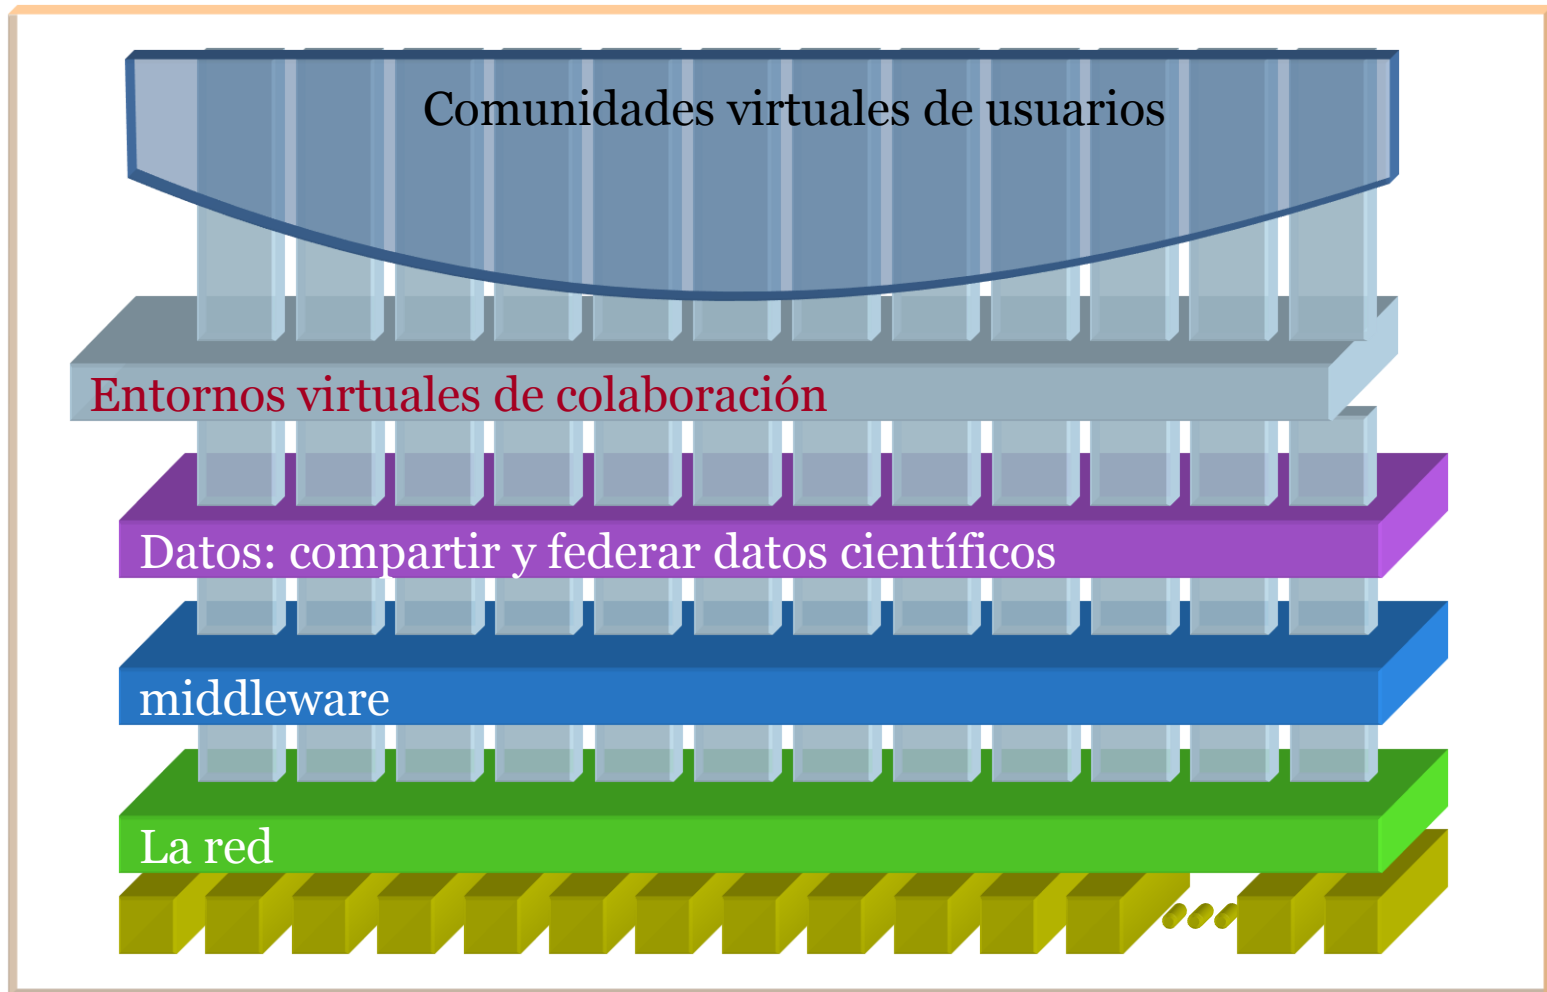 Comunidades virtuales de usuarios
Entornos virtuales de colaboración
Datos: compartir y federar datos científicos
middleware
La red